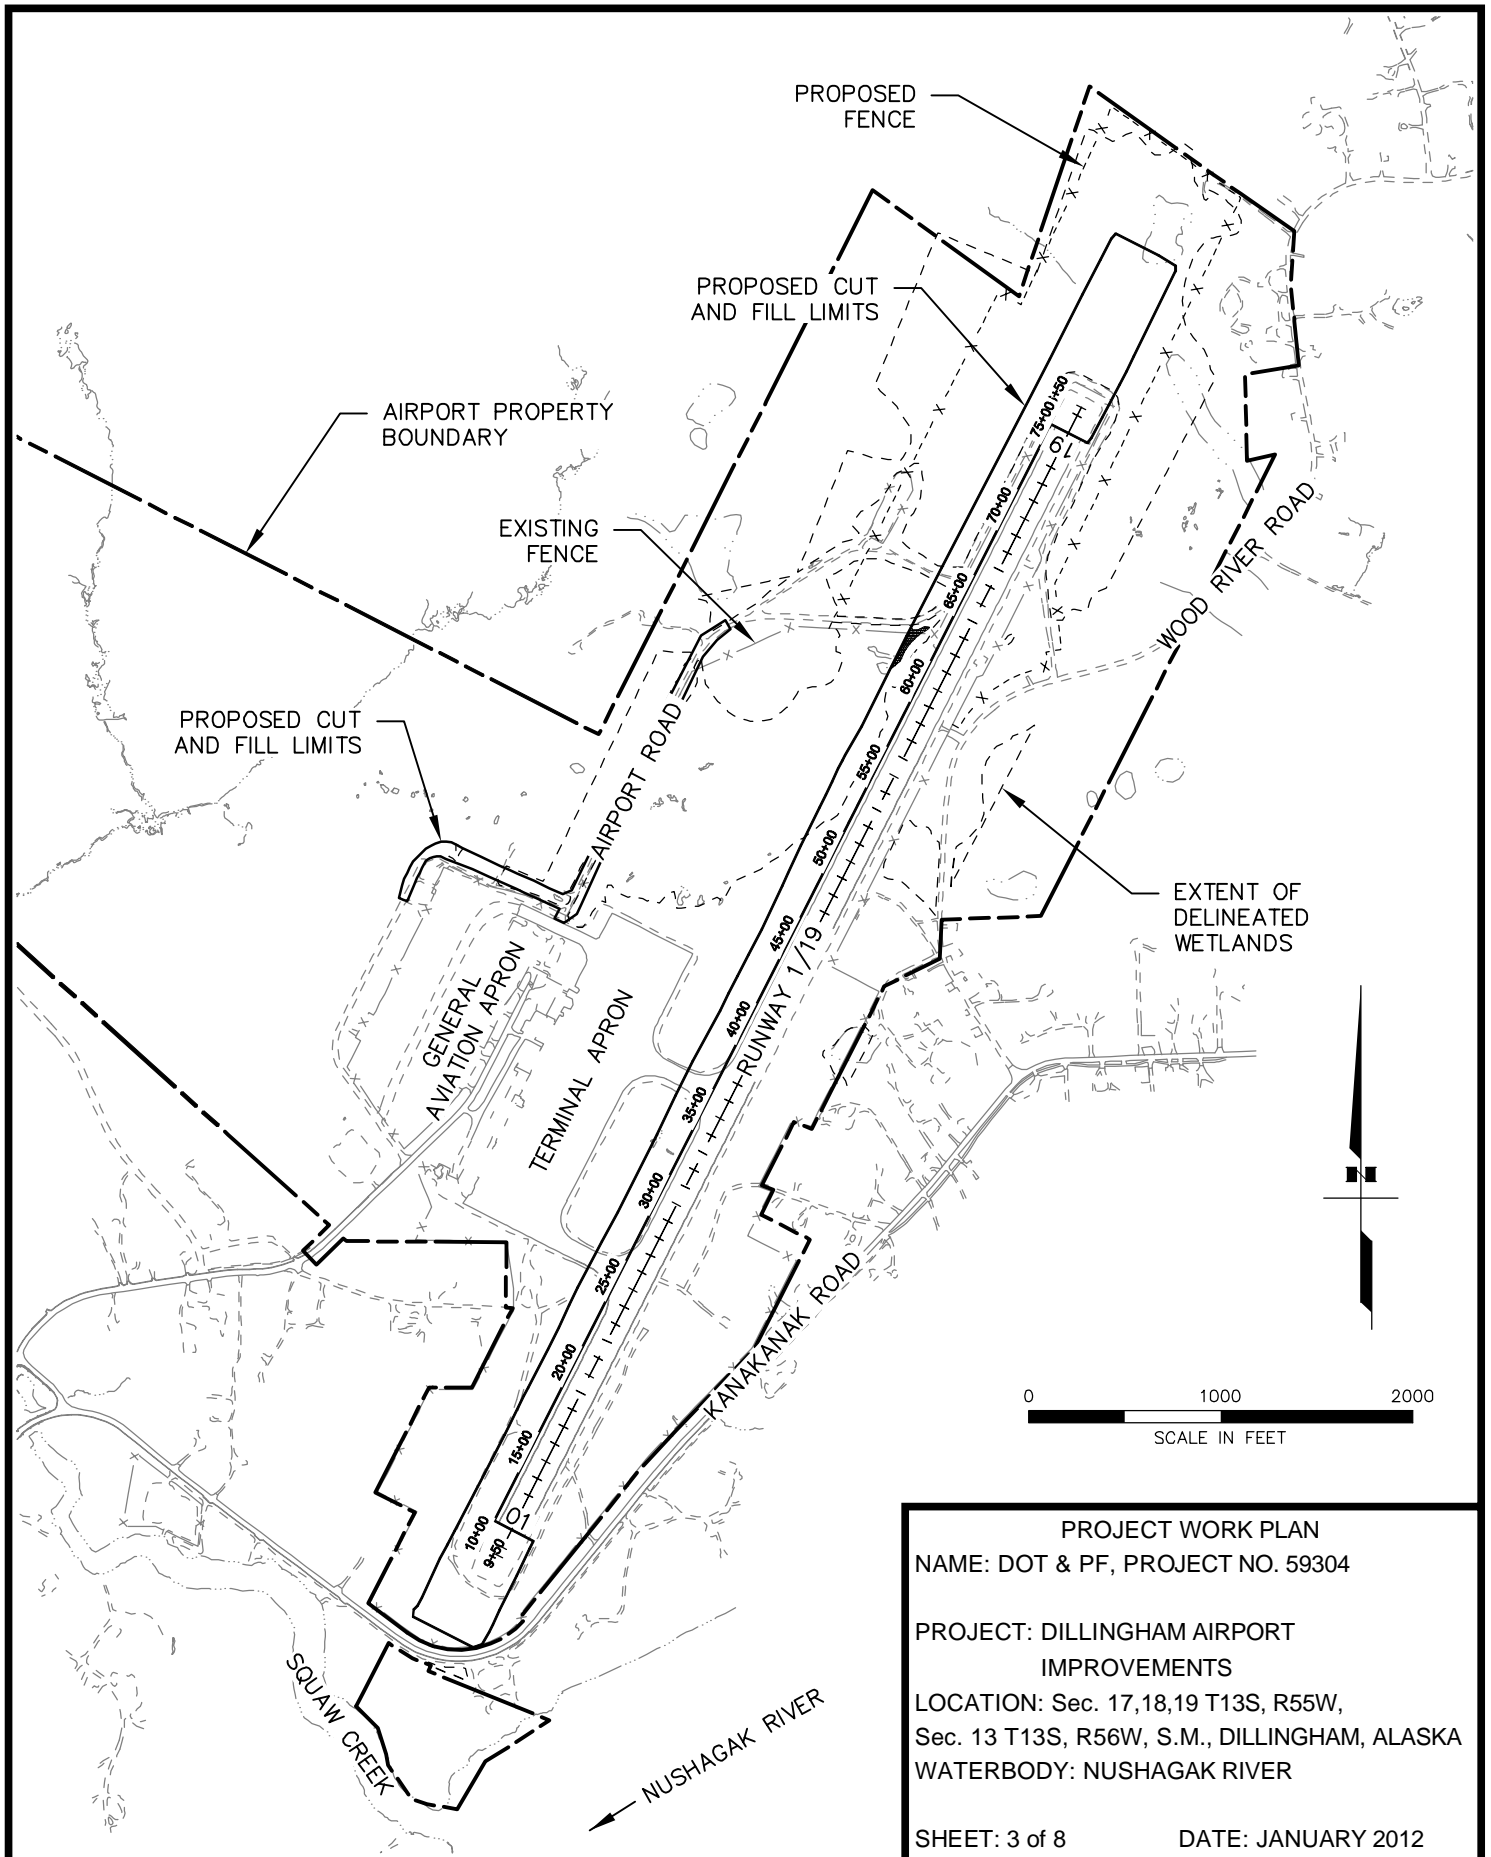 PROPOSED
FENCE
PROPOSED CUT
AND FILL LIMITS
AIRPORT PROPERTY
BOUNDARY
EXISTING
FENCE
PROPOSED CUT
AND FILL LIMITS
AIRPORT ROAD
WOOD RIVER ROAD
EXTENT OF
DELINEATED
WETLANDS
GENERAL
AVIATION APRON
TERMINAL APRON
RUNWAY 1/19
19
75+00
70+00
65+00
60+00
55+00
50+00
45+00
40+00
35+00
30+00
25+00
20+00
15+00
10+00
9+50
01
KANAKANAK ROAD
SQUAW CREEK
NUSHAGAK RIVER
0 1000 2000
SCALE IN FEET
PROJECT WORK PLAN
NAME: DOT & PF, PROJECT NO. 59304
PROJECT: DILLINGHAM AIRPORT
IMPROVEMENTS
LOCATION: Sec. 17,18,19 T13S, R55W,
Sec. 13 T13S, R56W, S.M., DILLINGHAM, ALASKA
WATERBODY: NUSHAGAK RIVER
SHEET: 3 of 8 DATE: JANUARY 2012